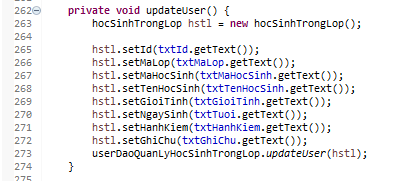 262 private void updateUser() {
263 hocSinhTrongLop hstl = new hocSinhTrongLop();
264
265 hstl.setId(txtId.getText());
266 hstl.setMaLop(txtMaLop.getText());
267 hstl.setMaHocSinh(txtMaHocSinh.getText());
268 hstl.setTenHocSinh(txtTenHocSinh.getText());
269 hstl.setGioiTinh(txtGioiTinh.getText());
270 hstl.setNgaySinh(txtTuoi.getText());
271 hstl.setHanhKiem(txtHanhKiem.getText());
272 hstl.setGhiChu(txtGhiChu.getText());
273 userDaoQuanLyHocSinhTrongLop.updateUser(hstl);
274 }